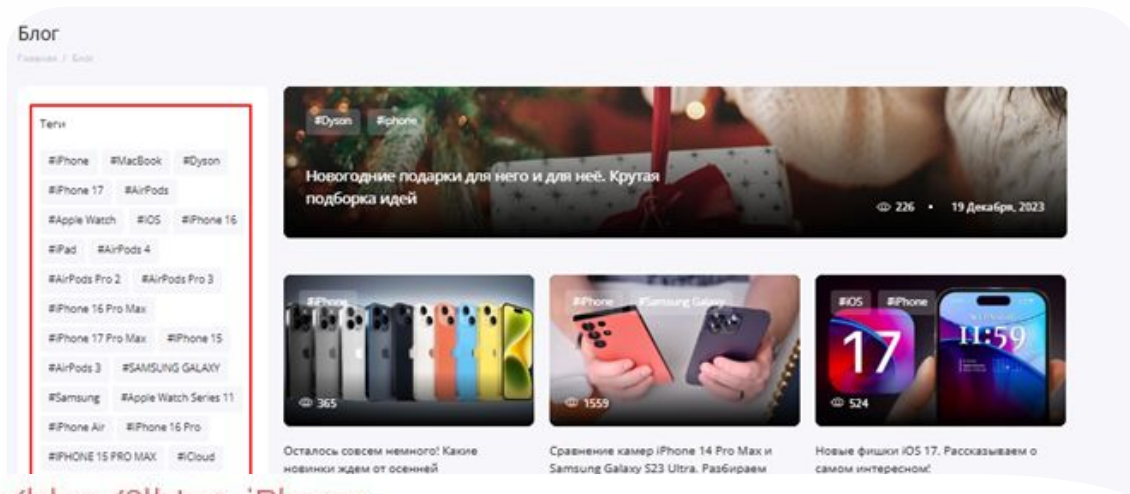 Блог
Главная / Блог
Теги
#iPhone #MacBook #Dyson
#iPhone 17 #AirPods
#Apple Watch #iOS #iPhone 16
#iPad #AirPods 4
#AirPods Pro 2 #AirPods Pro 3
#iPhone 16 Pro Max
#iPhone 17 Pro Max #iPhone 15
#AirPods 3 #SAMSUNG GALAXY
#Samsung #Apple Watch Series 11
#iPhone Air #iPhone 16 Pro
#IPHONE 15 PRO MAX #iCloud
#Dyson #iphone
Новогодние подарки для него и для неё. Крутая
подборка идей
226 • 19 Декабря, 2023
#iPhone
365
Осталось совсем немного! Какие
новинки ждем от осенней
#iPhone #Samsung Galaxy
1559
Сравнение камер iPhone 14 Pro Max и
Samsung Galaxy S23 Ultra. Разбираем
#iOS #iPhone
17
11:59
524
Новые фишки iOS 17. Рассказываем о
самом интересном!